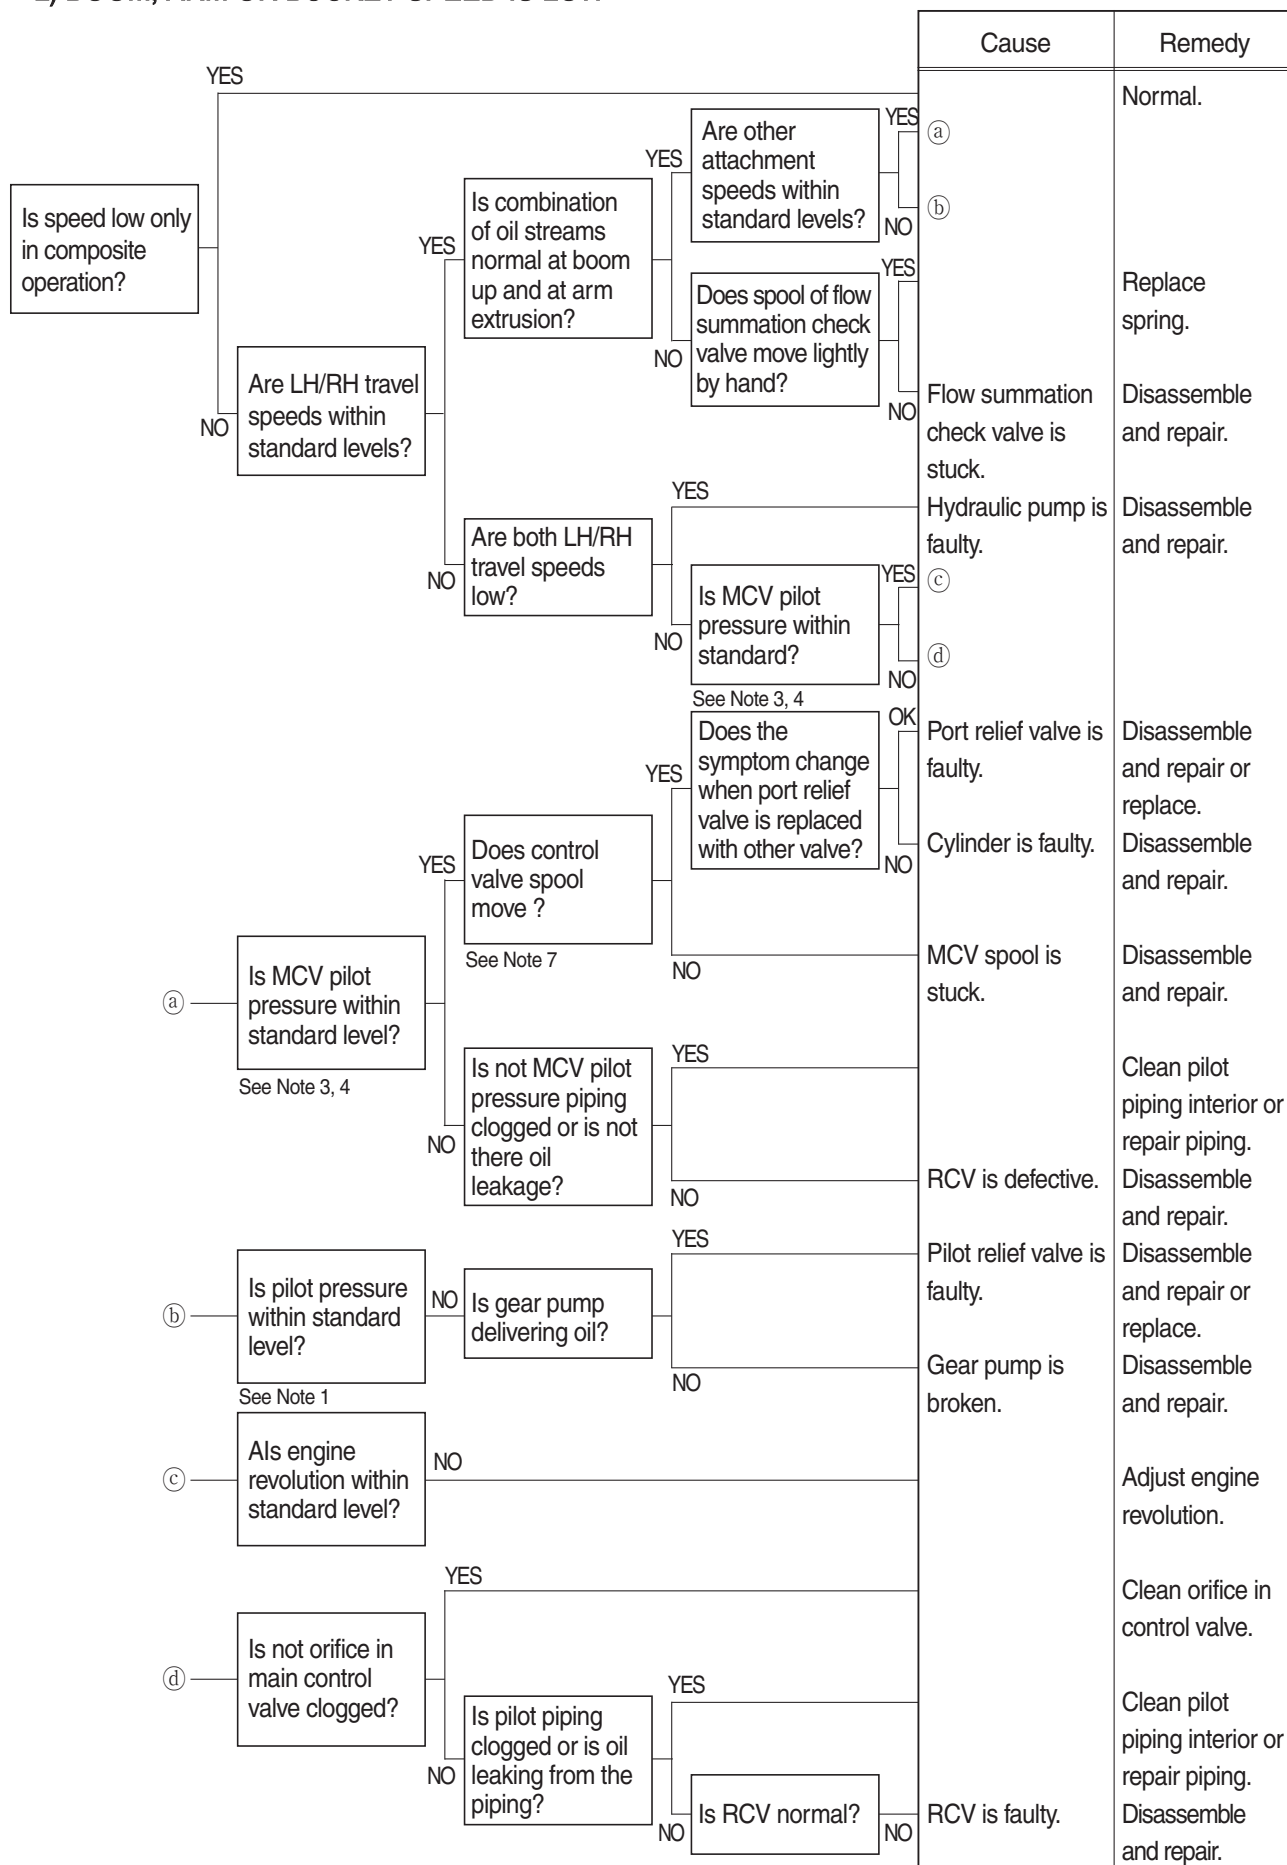 Cause
Remedy
YES
Normal.
Is speed low only
in composite
operation?
NO
Are LH/RH travel
speeds within
standard levels?
YES
Is combination
of oil streams
normal at boom
up and at arm
extrusion?
YES
Are other
attachment
speeds within
standard levels?
YES
ⓐ
NO
ⓑ
NO
Does spool of flow
summation check
valve move lightly
by hand?
YES
Replace
spring.
NO
Flow summation
check valve is
stuck.
Disassemble
and repair.
NO
Are both LH/RH
travel speeds
low?
YES
Hydraulic pump is
faulty.
Disassemble
and repair.
NO
Is MCV pilot
pressure within
standard?
See Note 3, 4
YES
ⓒ
NO
ⓓ
ⓐ
Is MCV pilot
pressure within
standard level?
See Note 3, 4
YES
Does control
valve spool
move ?
See Note 7
YES
Does the
symptom change
when port relief
valve is replaced
with other valve?
OK
Port relief valve is
faulty.
Disassemble
and repair or
replace.
NO
Cylinder is faulty.
Disassemble
and repair.
NO
MCV spool is
stuck.
Disassemble
and repair.
NO
Is not MCV pilot
pressure piping
clogged or is not
there oil
leakage?
YES
Clean pilot
piping interior or
repair piping.
NO
RCV is defective.
Disassemble
and repair.
ⓑ
Is pilot pressure
within standard
level?
See Note 1
NO
Is gear pump
delivering oil?
YES
Pilot relief valve is
faulty.
Disassemble
and repair or
replace.
NO
Gear pump is
broken.
Disassemble
and repair.
ⓒ
AIs engine
revolution within
standard level?
NO
Adjust engine
revolution.
ⓓ
Is not orifice in
main control
valve clogged?
YES
Clean orifice in
control valve.
NO
Is pilot piping
clogged or is oil
leaking from the
piping?
YES
Clean pilot
piping interior or
repair piping.
NO
Is RCV normal?
NO
RCV is faulty.
Disassemble
and repair.